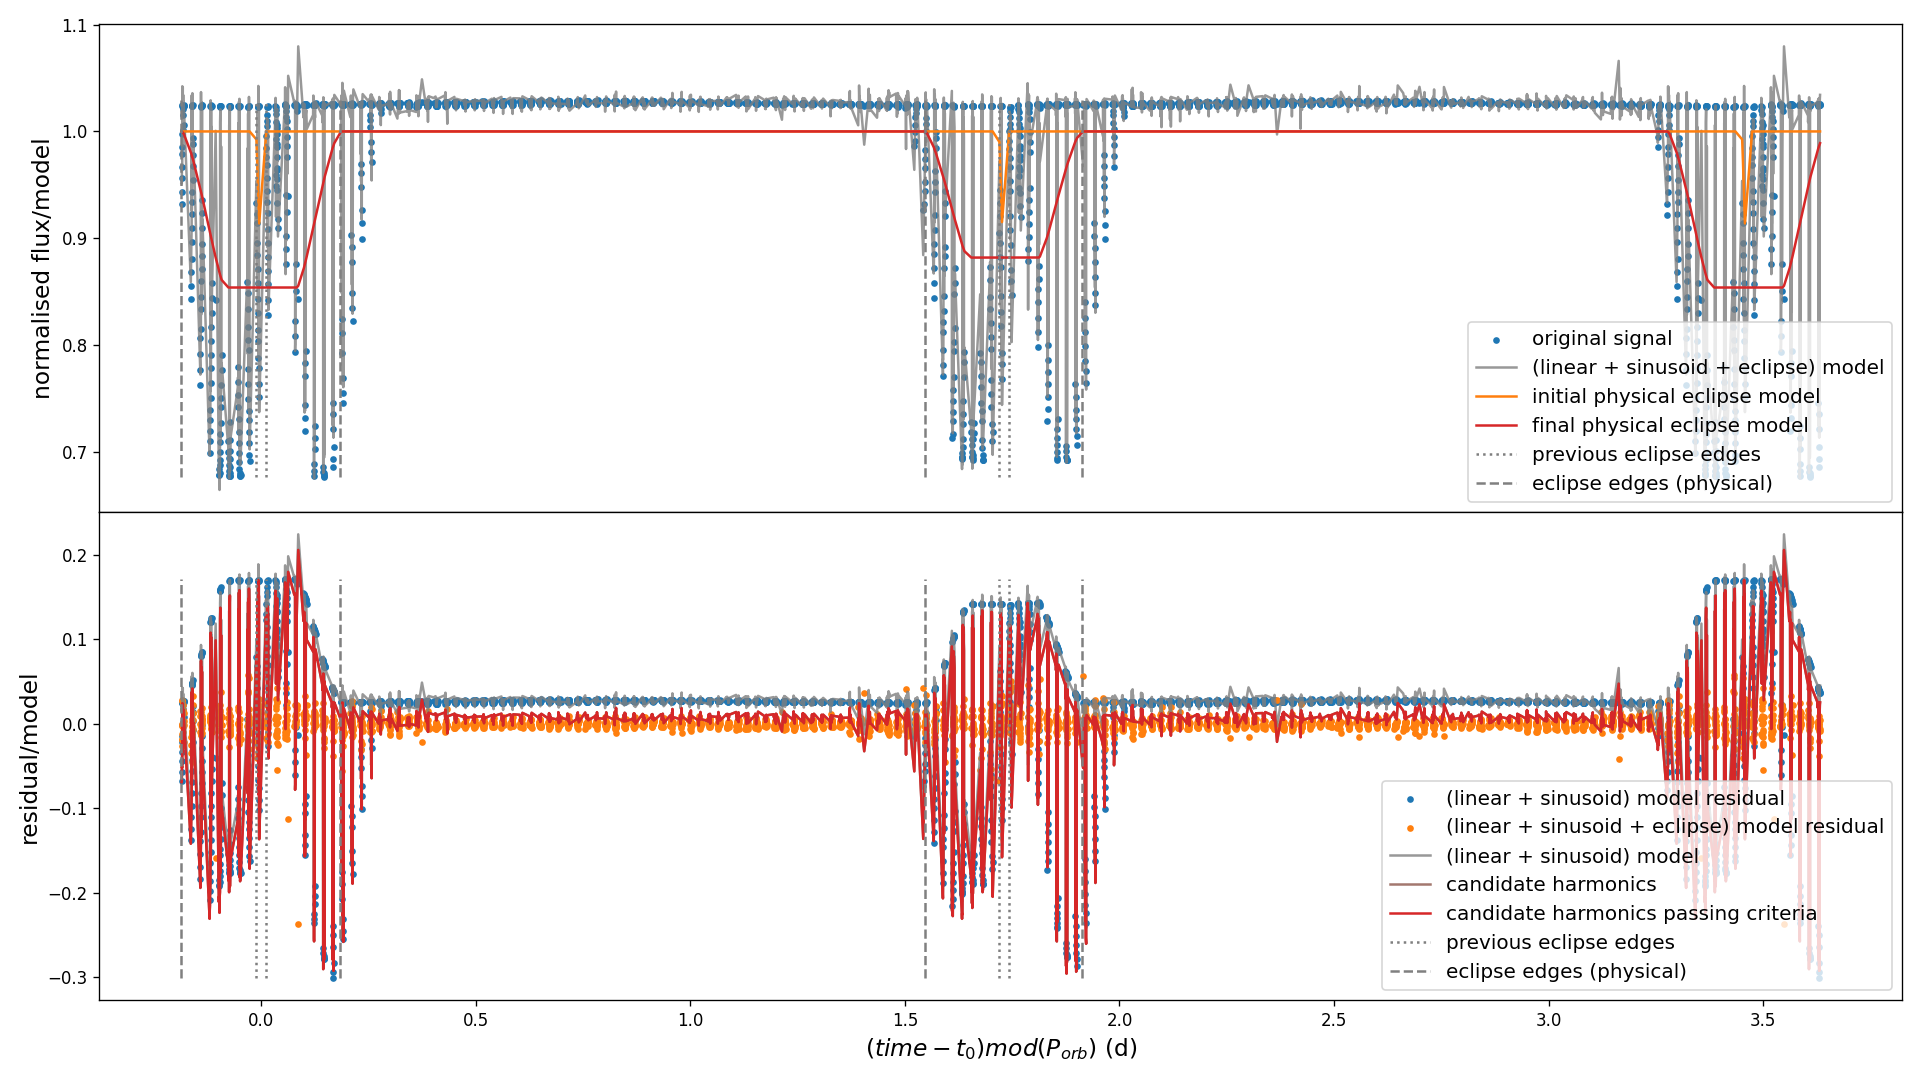 1.1
1.0
0.9
0.8
0.7
normalised flux/model
original signal
(linear + sinusoid + eclipse) model
initial physical eclipse model
final physical eclipse model
previous eclipse edges
eclipse edges (physical)
0.2
0.1
0.0
−0.1
−0.2
−0.3
residual/model
(linear + sinusoid) model residual
(linear + sinusoid + eclipse) model residual
(linear + sinusoid) model
candidate harmonics
candidate harmonics passing criteria
previous eclipse edges
eclipse edges (physical)
0.0 0.5 1.0 1.5 2.0 2.5 3.0 3.5
(time − t₀)mod(P_orb) (d)